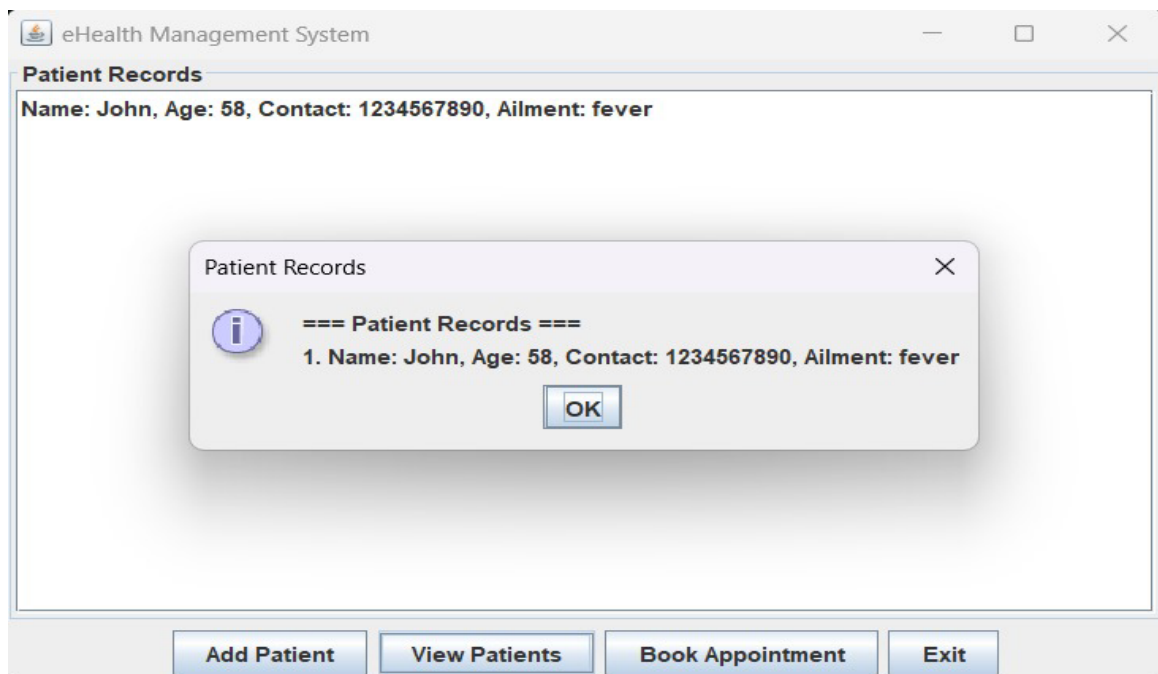 eHealth Management System
Patient Records
Name: John, Age: 58, Contact: 1234567890, Ailment: fever
Patient Records
=== Patient Records ===
1. Name: John, Age: 58, Contact: 1234567890, Ailment: fever
OK
Add Patient View Patients Book Appointment Exit